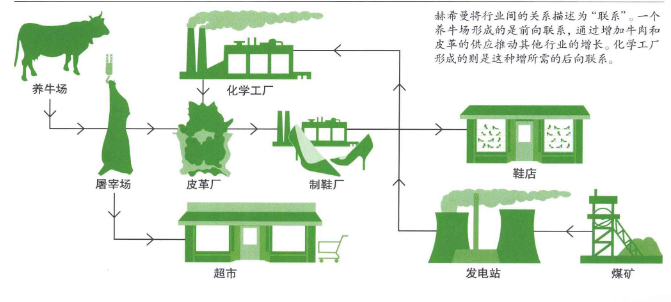 赫希曼将行业间的关系描述为“联系”。一个
养牛场形成的是前向联系，通过增加牛肉和
皮革的供应推动其他行业的增长。化学工厂
形成的则是这种增所需的后向联系。
养牛场
化学工厂
屠宰场
皮革厂
制鞋厂
鞋店
超市
发电站
煤矿